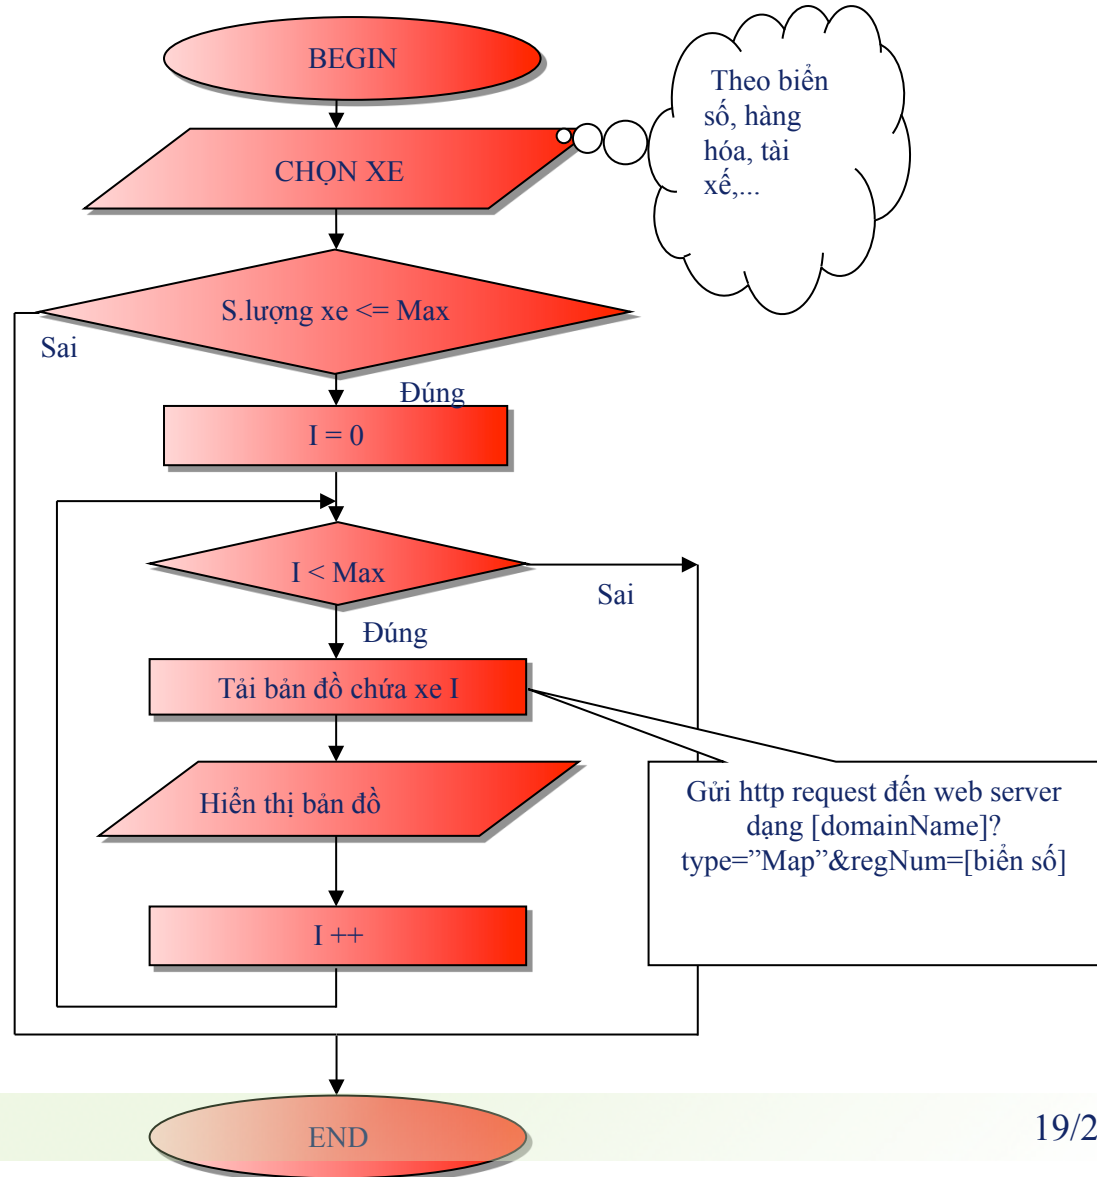 BEGIN
Theo biển
số, hàng
hóa, tài
xế,...
CHỌN XE
S.lượng xe <= Max
Sai
Đúng
I = 0
I < Max
Sai
Đúng
Tải bản đồ chứa xe I
Hiển thị bản đồ
Gửi http request đến web server
dạng [domainName]?
type=”Map”&regNum=[biển số]
I ++
END
19/2